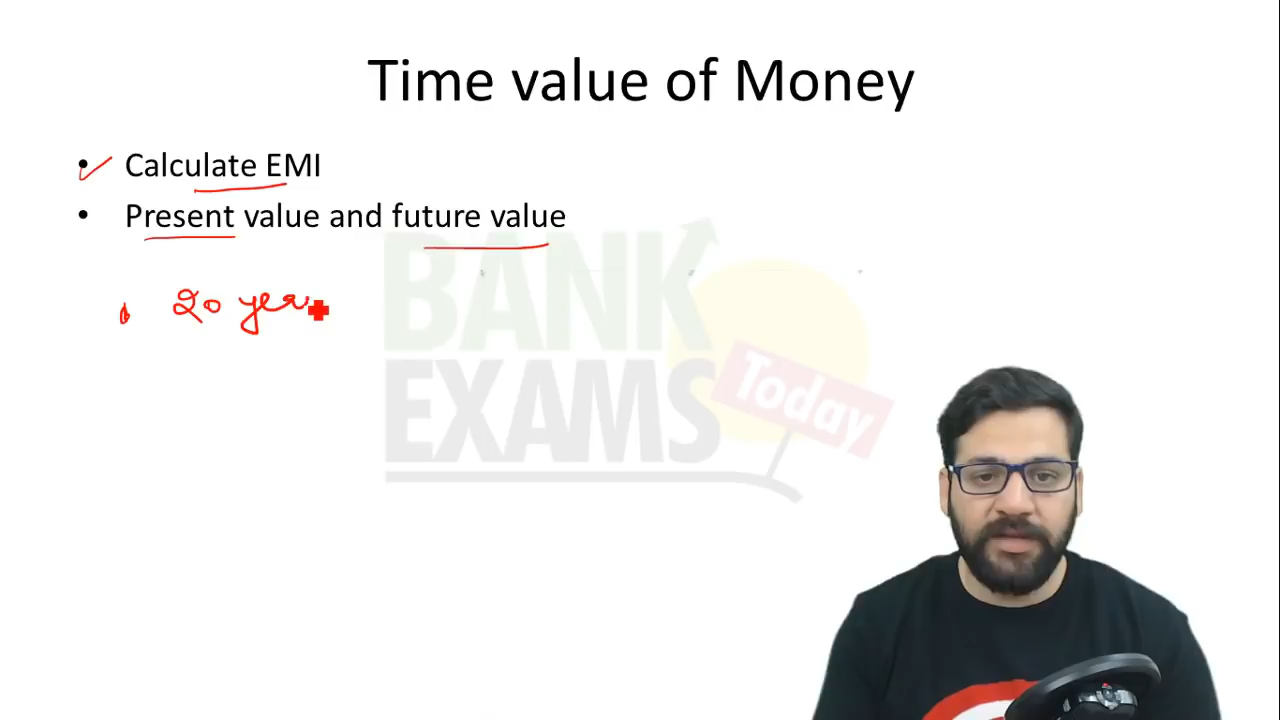 Time value of Money
• Calculate EMI
• Present value and future value
20 year
BANK
EXAMS
Today